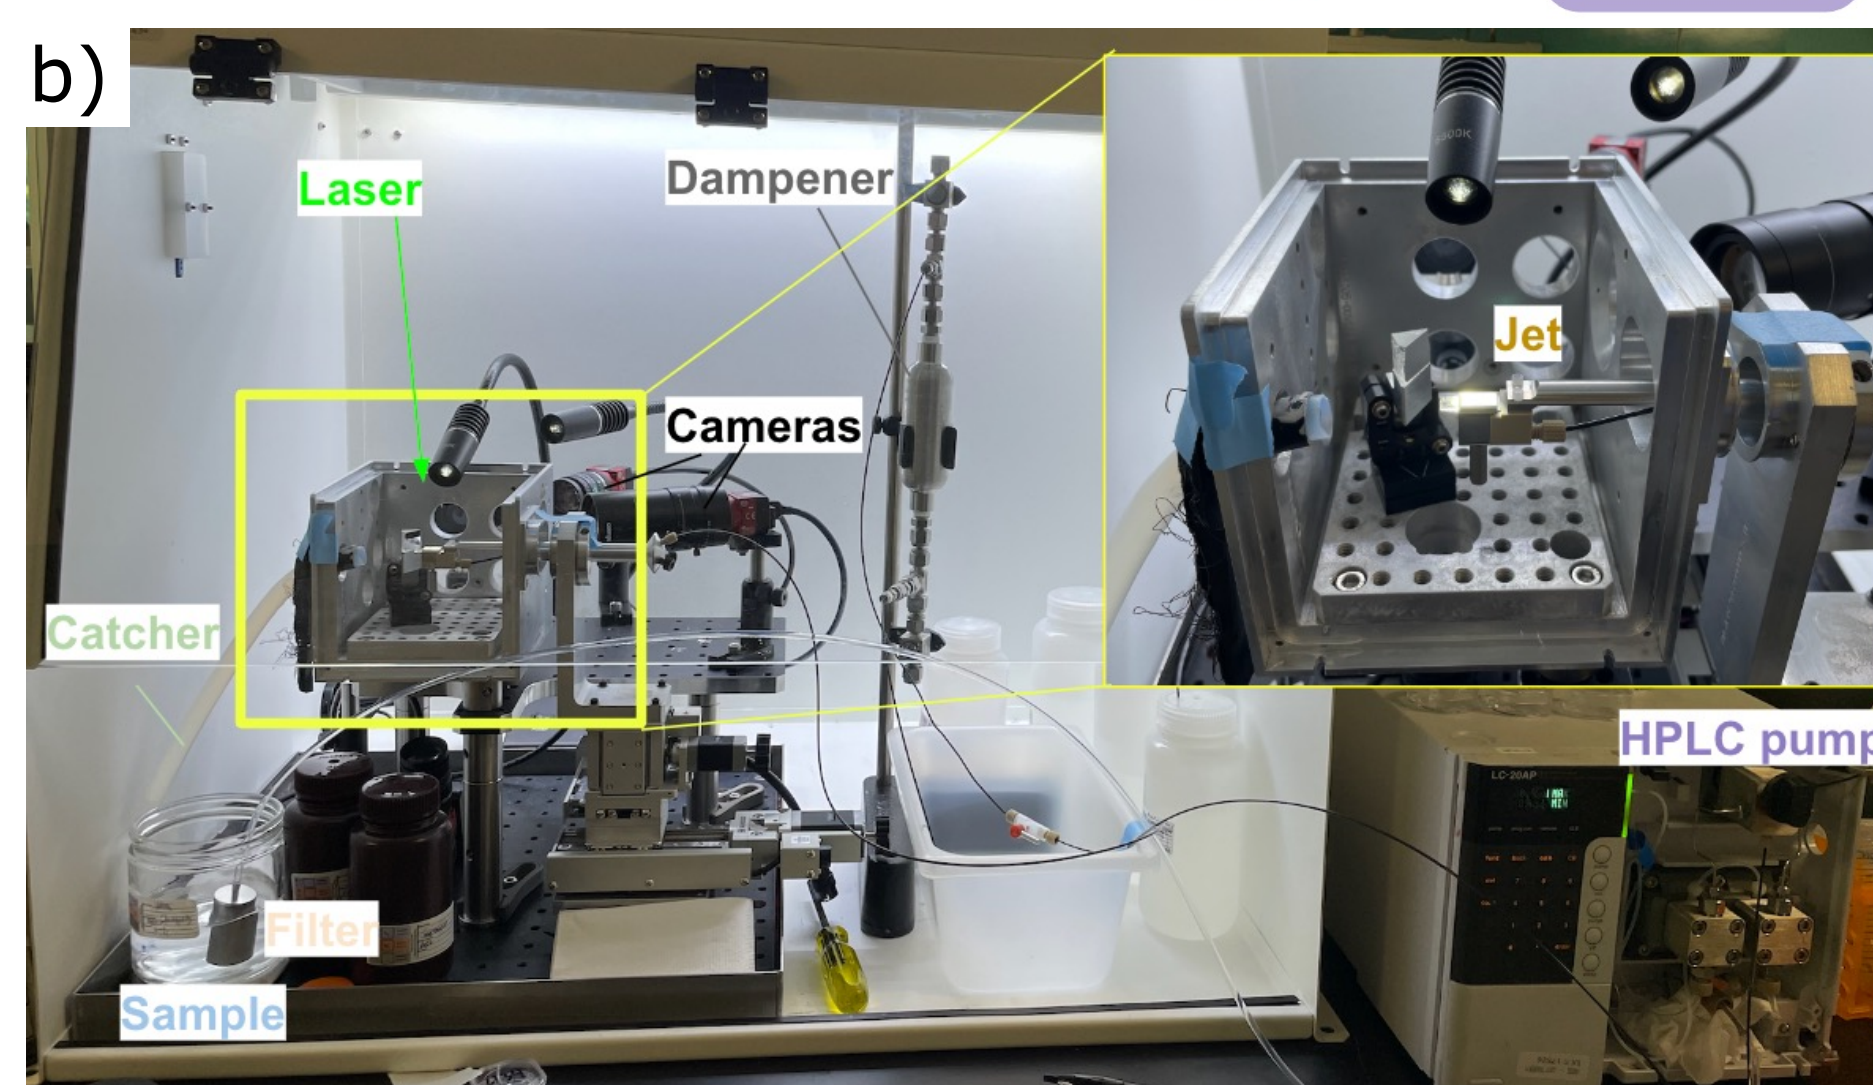 b)
Laser
Dampener
Jet
Cameras
Catcher
HPLC pump
LC-20AP
Filter
Sample